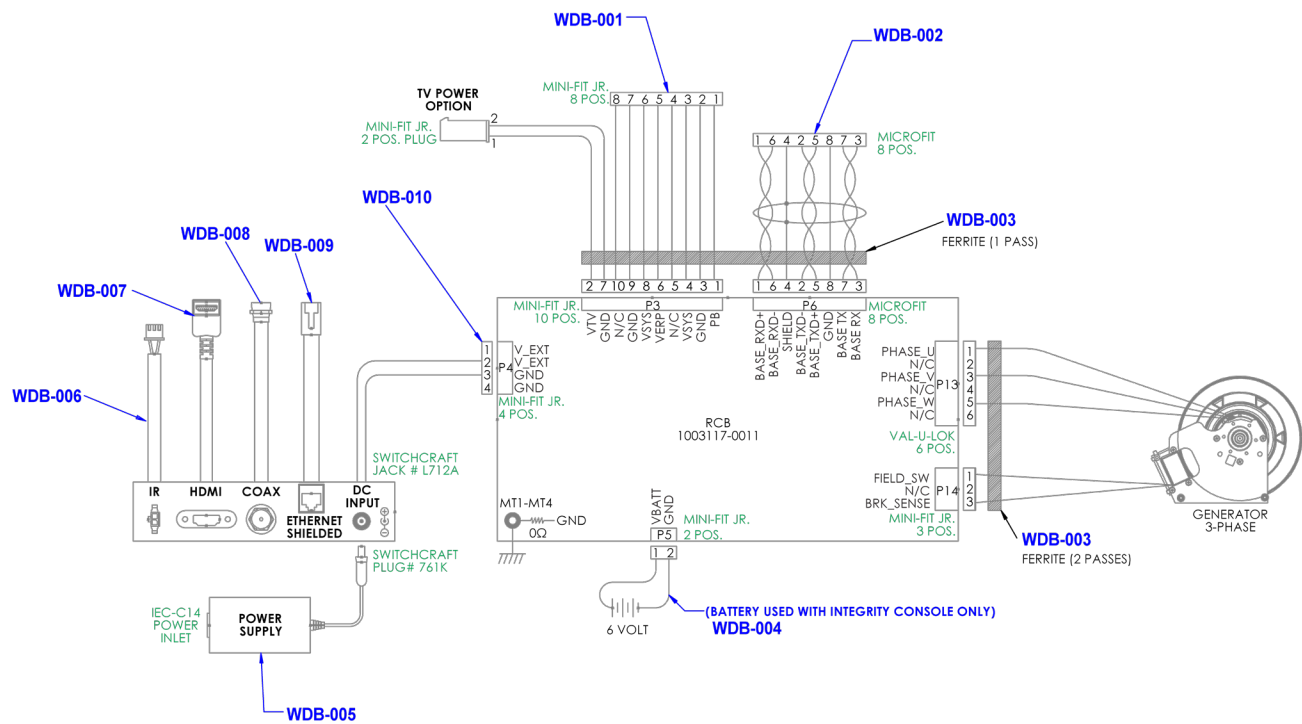 WDB-001
WDB-002
TV POWER
OPTION
MINI-FIT JR.
2 POS. PLUG
2
1
MINI-FIT JR.
8 POS.
8 7 6 5 4 3 2 1
1 6 4 2 5 8 7 3
MICROFIT
8 POS.
WDB-010
WDB-003
FERRITE (1 PASS)
WDB-008
WDB-009
WDB-007
WDB-006
2 7 10 9 8 6 5 4 3 1
1 6 4 2 5 8 7 3
MINI-FIT JR.
10 POS.
P3
P6
MICROFIT
8 POS.
VTV
GND
N/C
GND
VSYS
VERP
N/C
VSYS
GND
PB
BASE_RXD+
BASE_RXD-
SHIELD
BASE_TXD-
BASE_TXD+
GND
BASE TX
BASE RX
1
2
3
4
P4
V_EXT
V_EXT
GND
GND
MINI-FIT JR.
4 POS.
PHASE_U
N/C
PHASE_V
N/C
PHASE_W
N/C
P13
1
2
3
4
5
6
VAL-U-LOK
6 POS.
RCB
1003117-0011
FIELD_SW
N/C
BRK_SENSE
P14
1
2
3
MINI-FIT JR.
3 POS.
GENERATOR
3-PHASE
WDB-003
FERRITE (2 PASSES)
SWITCHCRAFT
JACK # L712A
IR
HDMI
COAX
ETHERNET
SHIELDED
DC
INPUT
MT1-MT4
GND
0Ω
VBATT
GND
P5
MINI-FIT JR.
2 POS.
1 2
6 VOLT
(BATTERY USED WITH INTEGRITY CONSOLE ONLY)
WDB-004
SWITCHCRAFT
PLUG# 761K
IEC-C14
POWER
INLET
POWER
SUPPLY
WDB-005